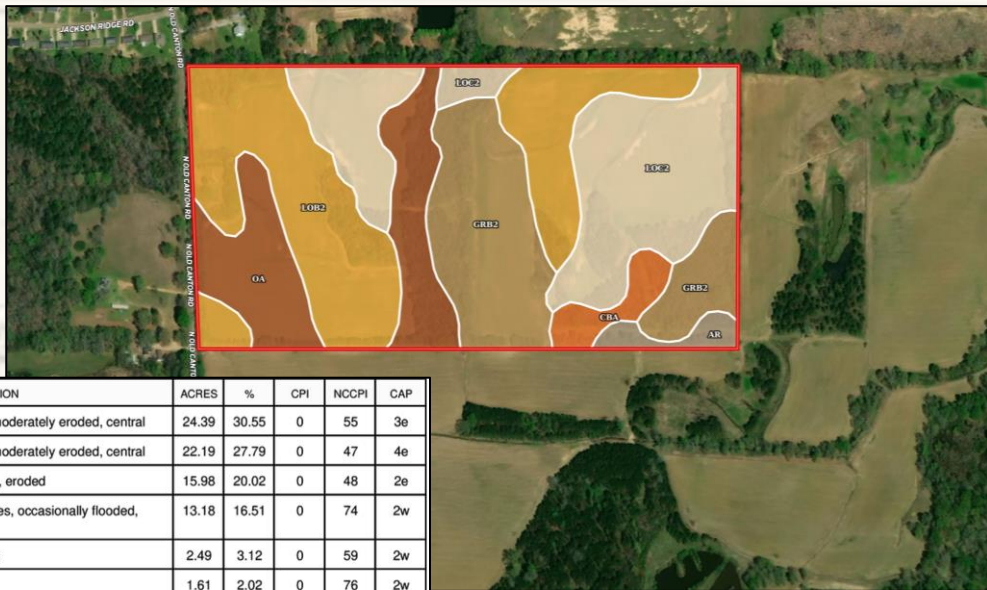 JACKSON RIDGE RD
N OLD CANTON RD
LOC2
N OLD CANTON RD
LOC2
LOB2
GRB2
N OLD CANTON RD
OA
GRB2
CBA
AR
N OLD CANT
ION ACRES % CPI NCCPI CAP
moderately eroded, central 24.39 30.55 0 55 3e
moderately eroded, central 22.19 27.79 0 47 4e
, eroded 15.98 20.02 0 48 2e
es, occasionally flooded, 13.18 16.51 0 74 2w
2.49 3.12 0 59 2w
1.61 2.02 0 76 2w